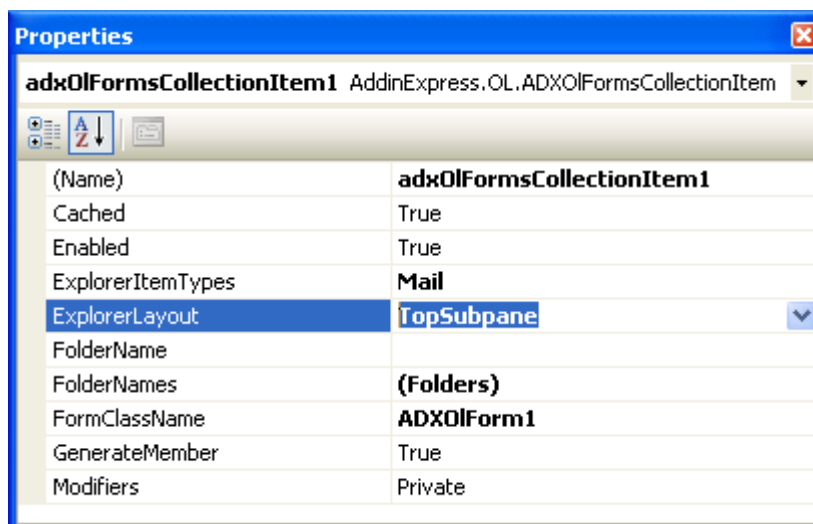 Properties
adxOlFormsCollectionItem1 AddinExpress.OL.ADXOlFormsCollectionItem
A
Z
(Name) adxOlFormsCollectionItem1
Cached True
Enabled True
ExplorerItemTypes Mail
ExplorerLayout TopSubpane
FolderName
FolderNames (Folders)
FormClassName ADXOlForm1
GenerateMember True
Modifiers Private